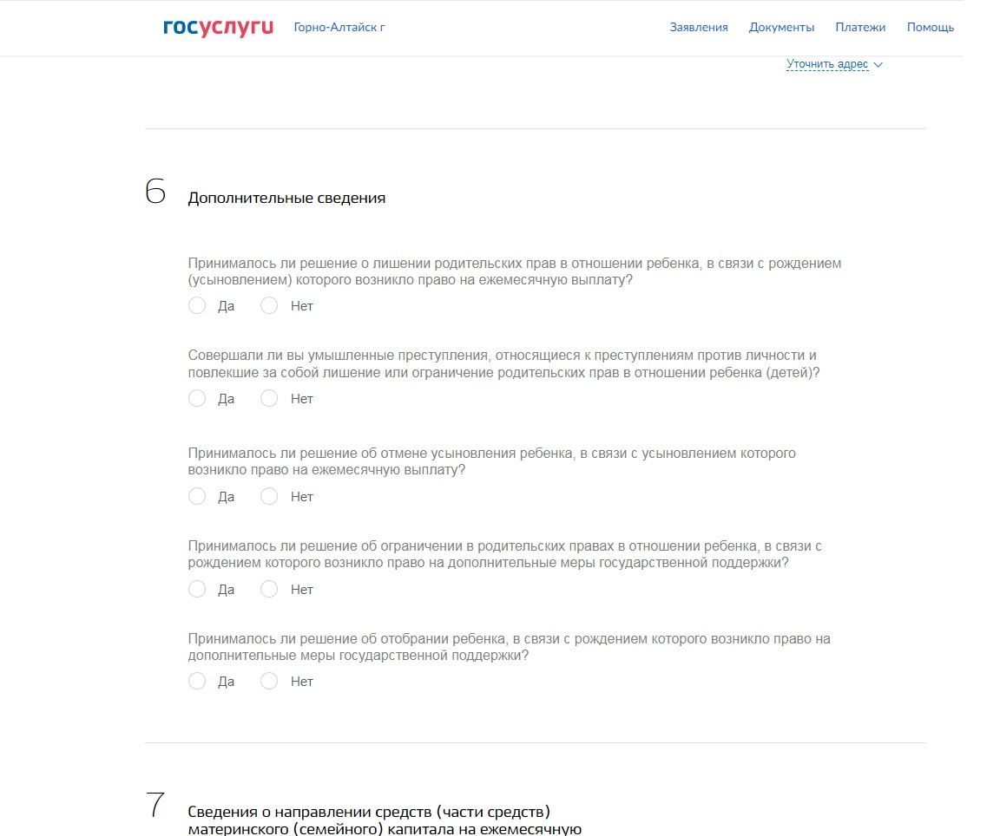 госуслуги Горно-Алтайск г Заявления Документы Платежи Помощь
Уточнить адрес
6 Дополнительные сведения
Принималось ли решение о лишении родительских прав в отношении ребенка, в связи с рождением
(усыновлением) которого возникло право на ежемесячную выплату?
Да Нет
Совершали ли вы умышленные преступления, относящиеся к преступлениям против личности и
повлекшие за собой лишение или ограничение родительских прав в отношении ребенка (детей)?
Да Нет
Принималось ли решение об отмене усыновления ребенка, в связи с усыновлением которого
возникло право на ежемесячную выплату?
Да Нет
Принималось ли решение об ограничении в родительских правах в отношении ребенка, в связи с
рождением которого возникло право на дополнительные меры государственной поддержки?
Да Нет
Принималось ли решение об отобрании ребенка, в связи с рождением которого возникло право на
дополнительные меры государственной поддержки?
Да Нет
7 Сведения о направлении средств (части средств)
материнского (семейного) капитала на ежемесячную